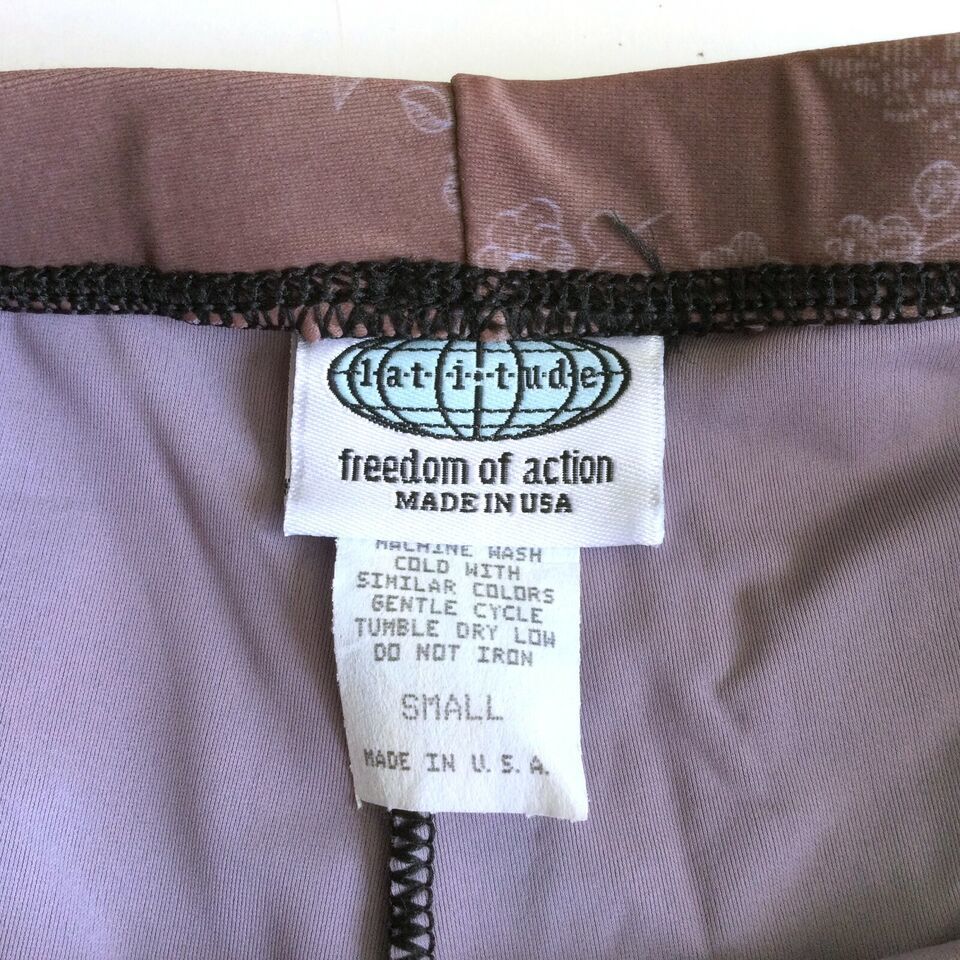 latitude
freedom of action
MADE IN USA
MACHINE WASH
COLD WITH
SIMILAR COLORS
GENTLE CYCLE
TUMBLE DRY LOW
DO NOT IRON
SMALL
MADE IN U.S.A.